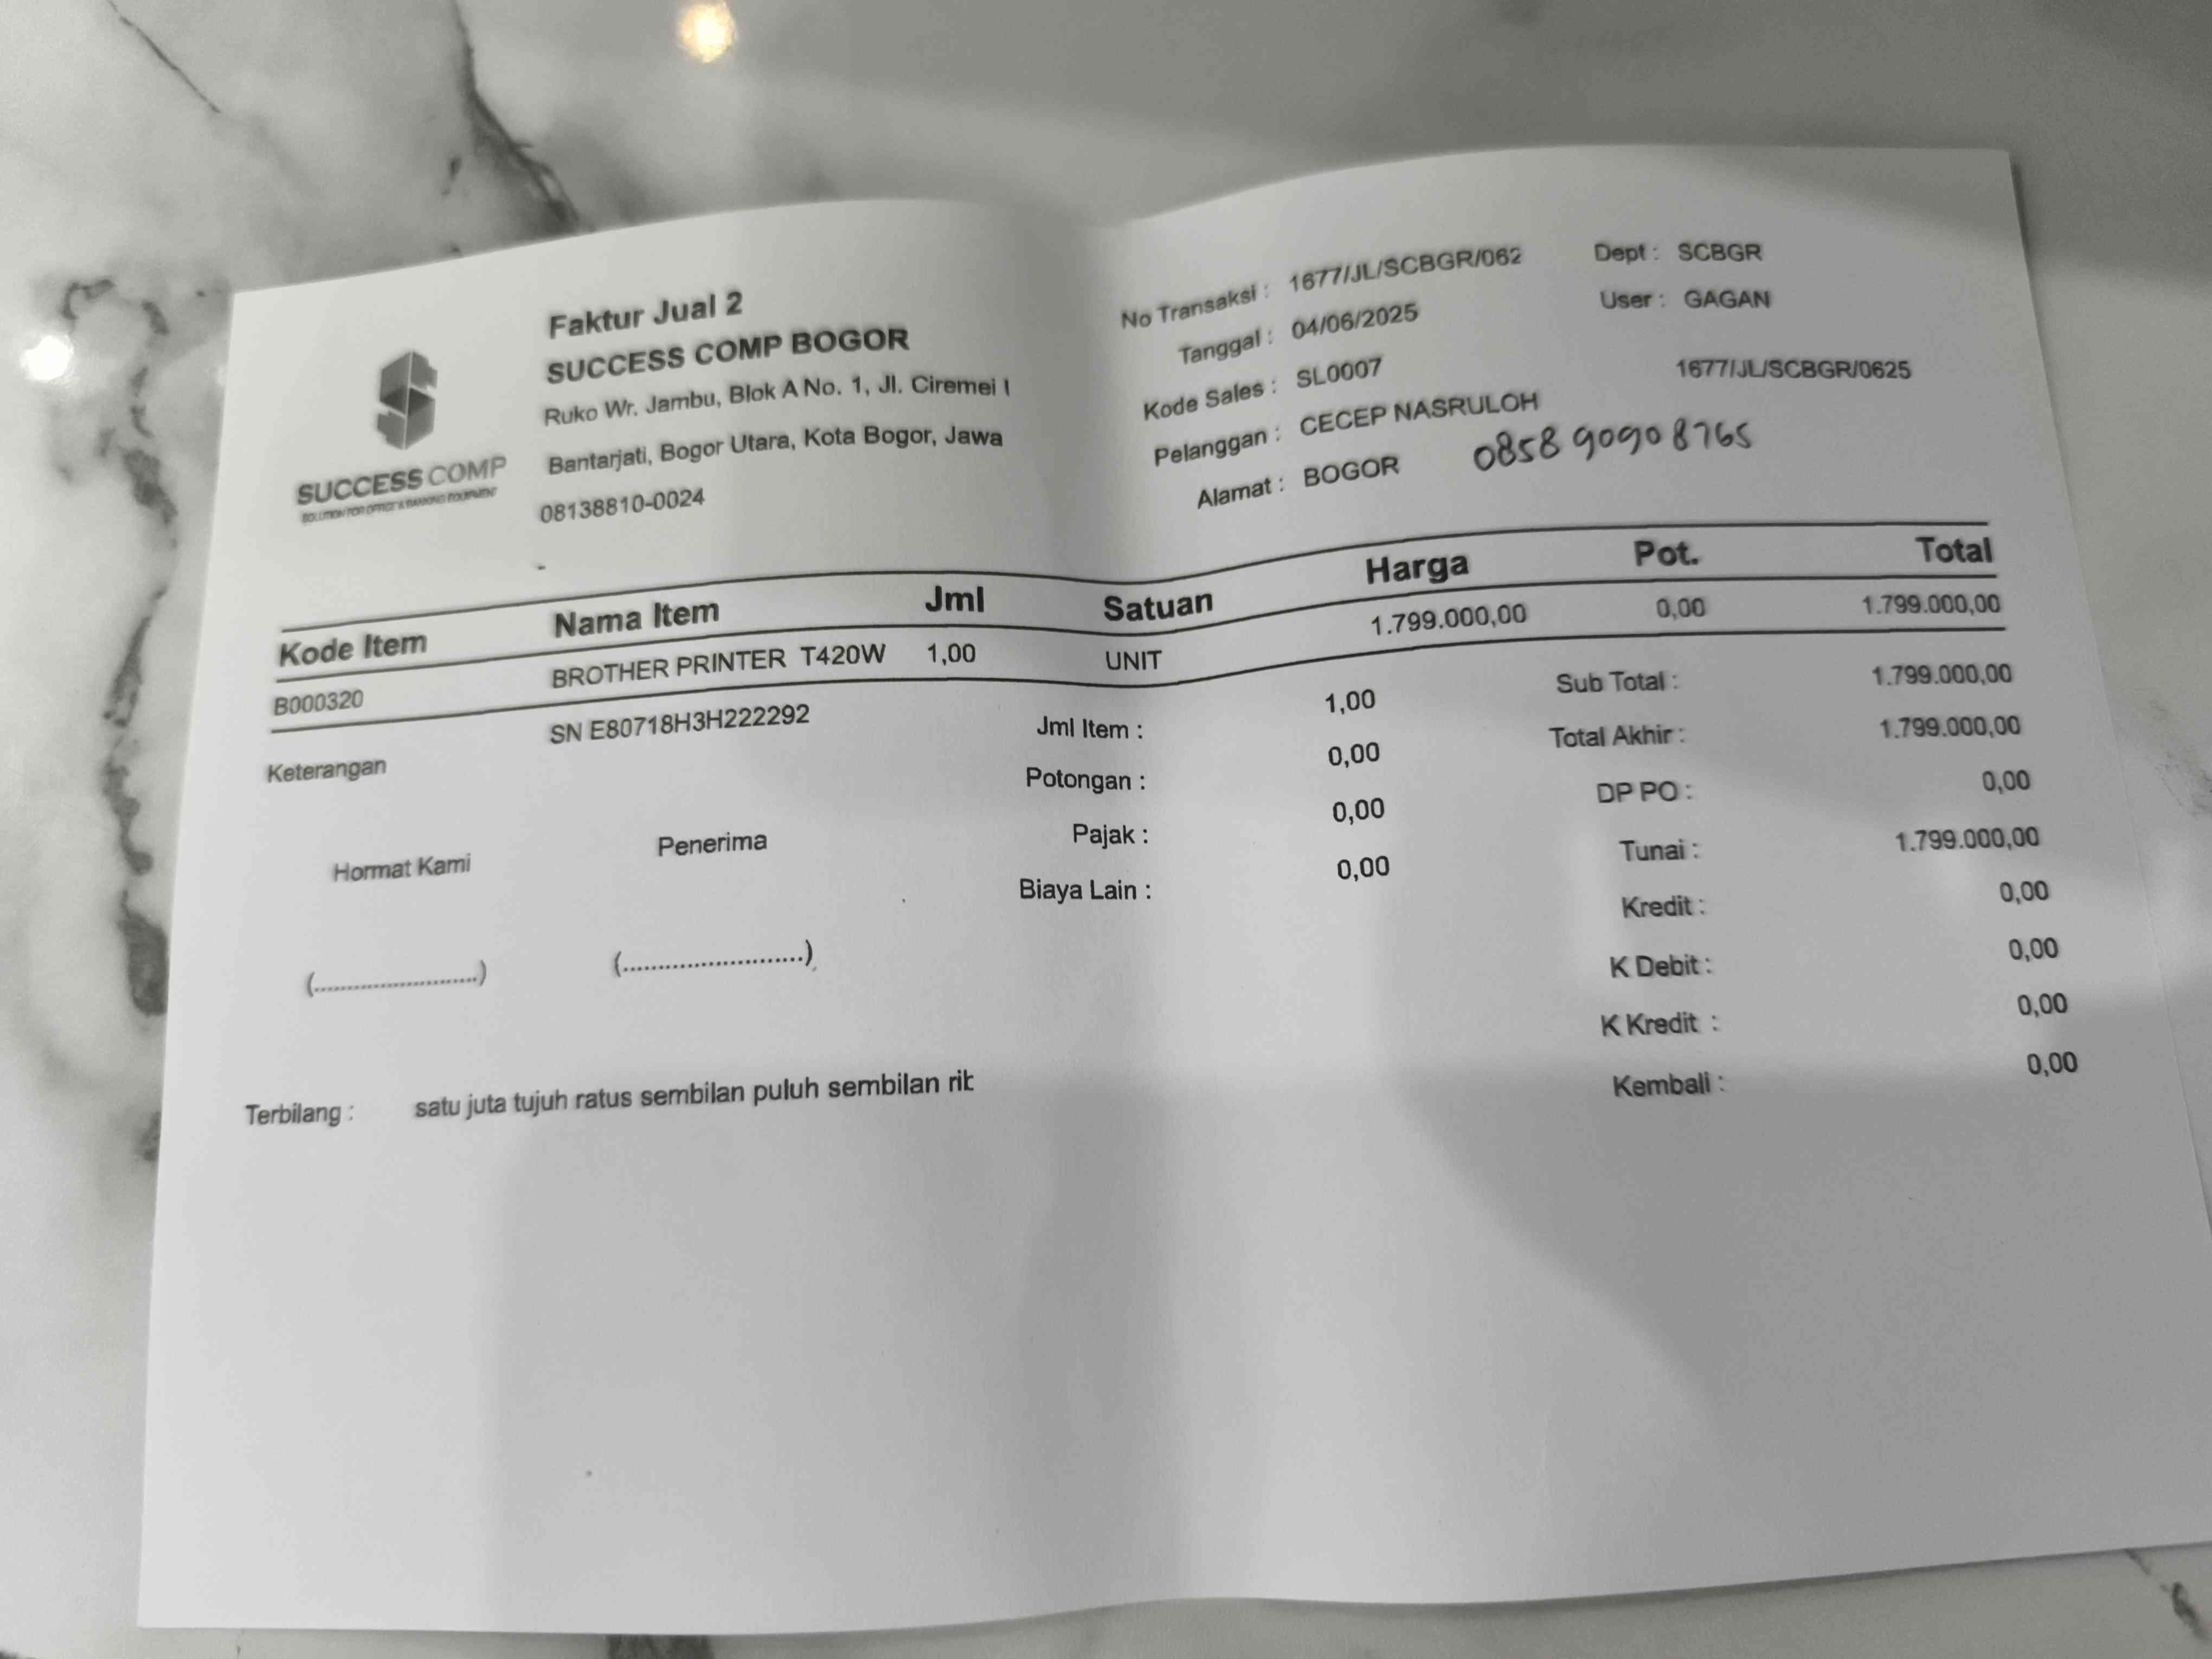 SUCCESS COMP
SOLUTION FOR OFFICE & BANKING EQUIPMENT
Faktur Jual 2
SUCCESS COMP BOGOR
Ruko Wr. Jambu, Blok A No. 1, Jl. Ciremei
Bantarjati, Bogor Utara, Kota Bogor, Jawa
08138810-0024
No Transaksi : 1677/JL/SCBGR/062
Tanggal : 04/06/2025
Kode Sales : SL0007
Pelanggan : CECEP NASRULOH
Alamat : BOGOR
0858 9090 8765
Dept : SCBGR
User : GAGAN
1677/JL/SCBGR/0625
Kode Item Nama Item Jml Satuan Harga Pot. Total
B000320 BROTHER PRINTER T420W 1,00 UNIT 1.799.000,00 0,00 1.799.000,00
SN E80718H3H222292
Keterangan
Hormat Kami Penerima
(..........................) (..........................)
Jml Item : 1,00
Potongan : 0,00
Pajak : 0,00
Biaya Lain : 0,00
Sub Total : 1.799.000,00
Total Akhir : 1.799.000,00
DP PO : 0,00
Tunai : 1.799.000,00
Kredit : 0,00
K Debit : 0,00
K Kredit : 0,00
Kembali : 0,00
Terbilang : satu juta tujuh ratus sembilan puluh sembilan